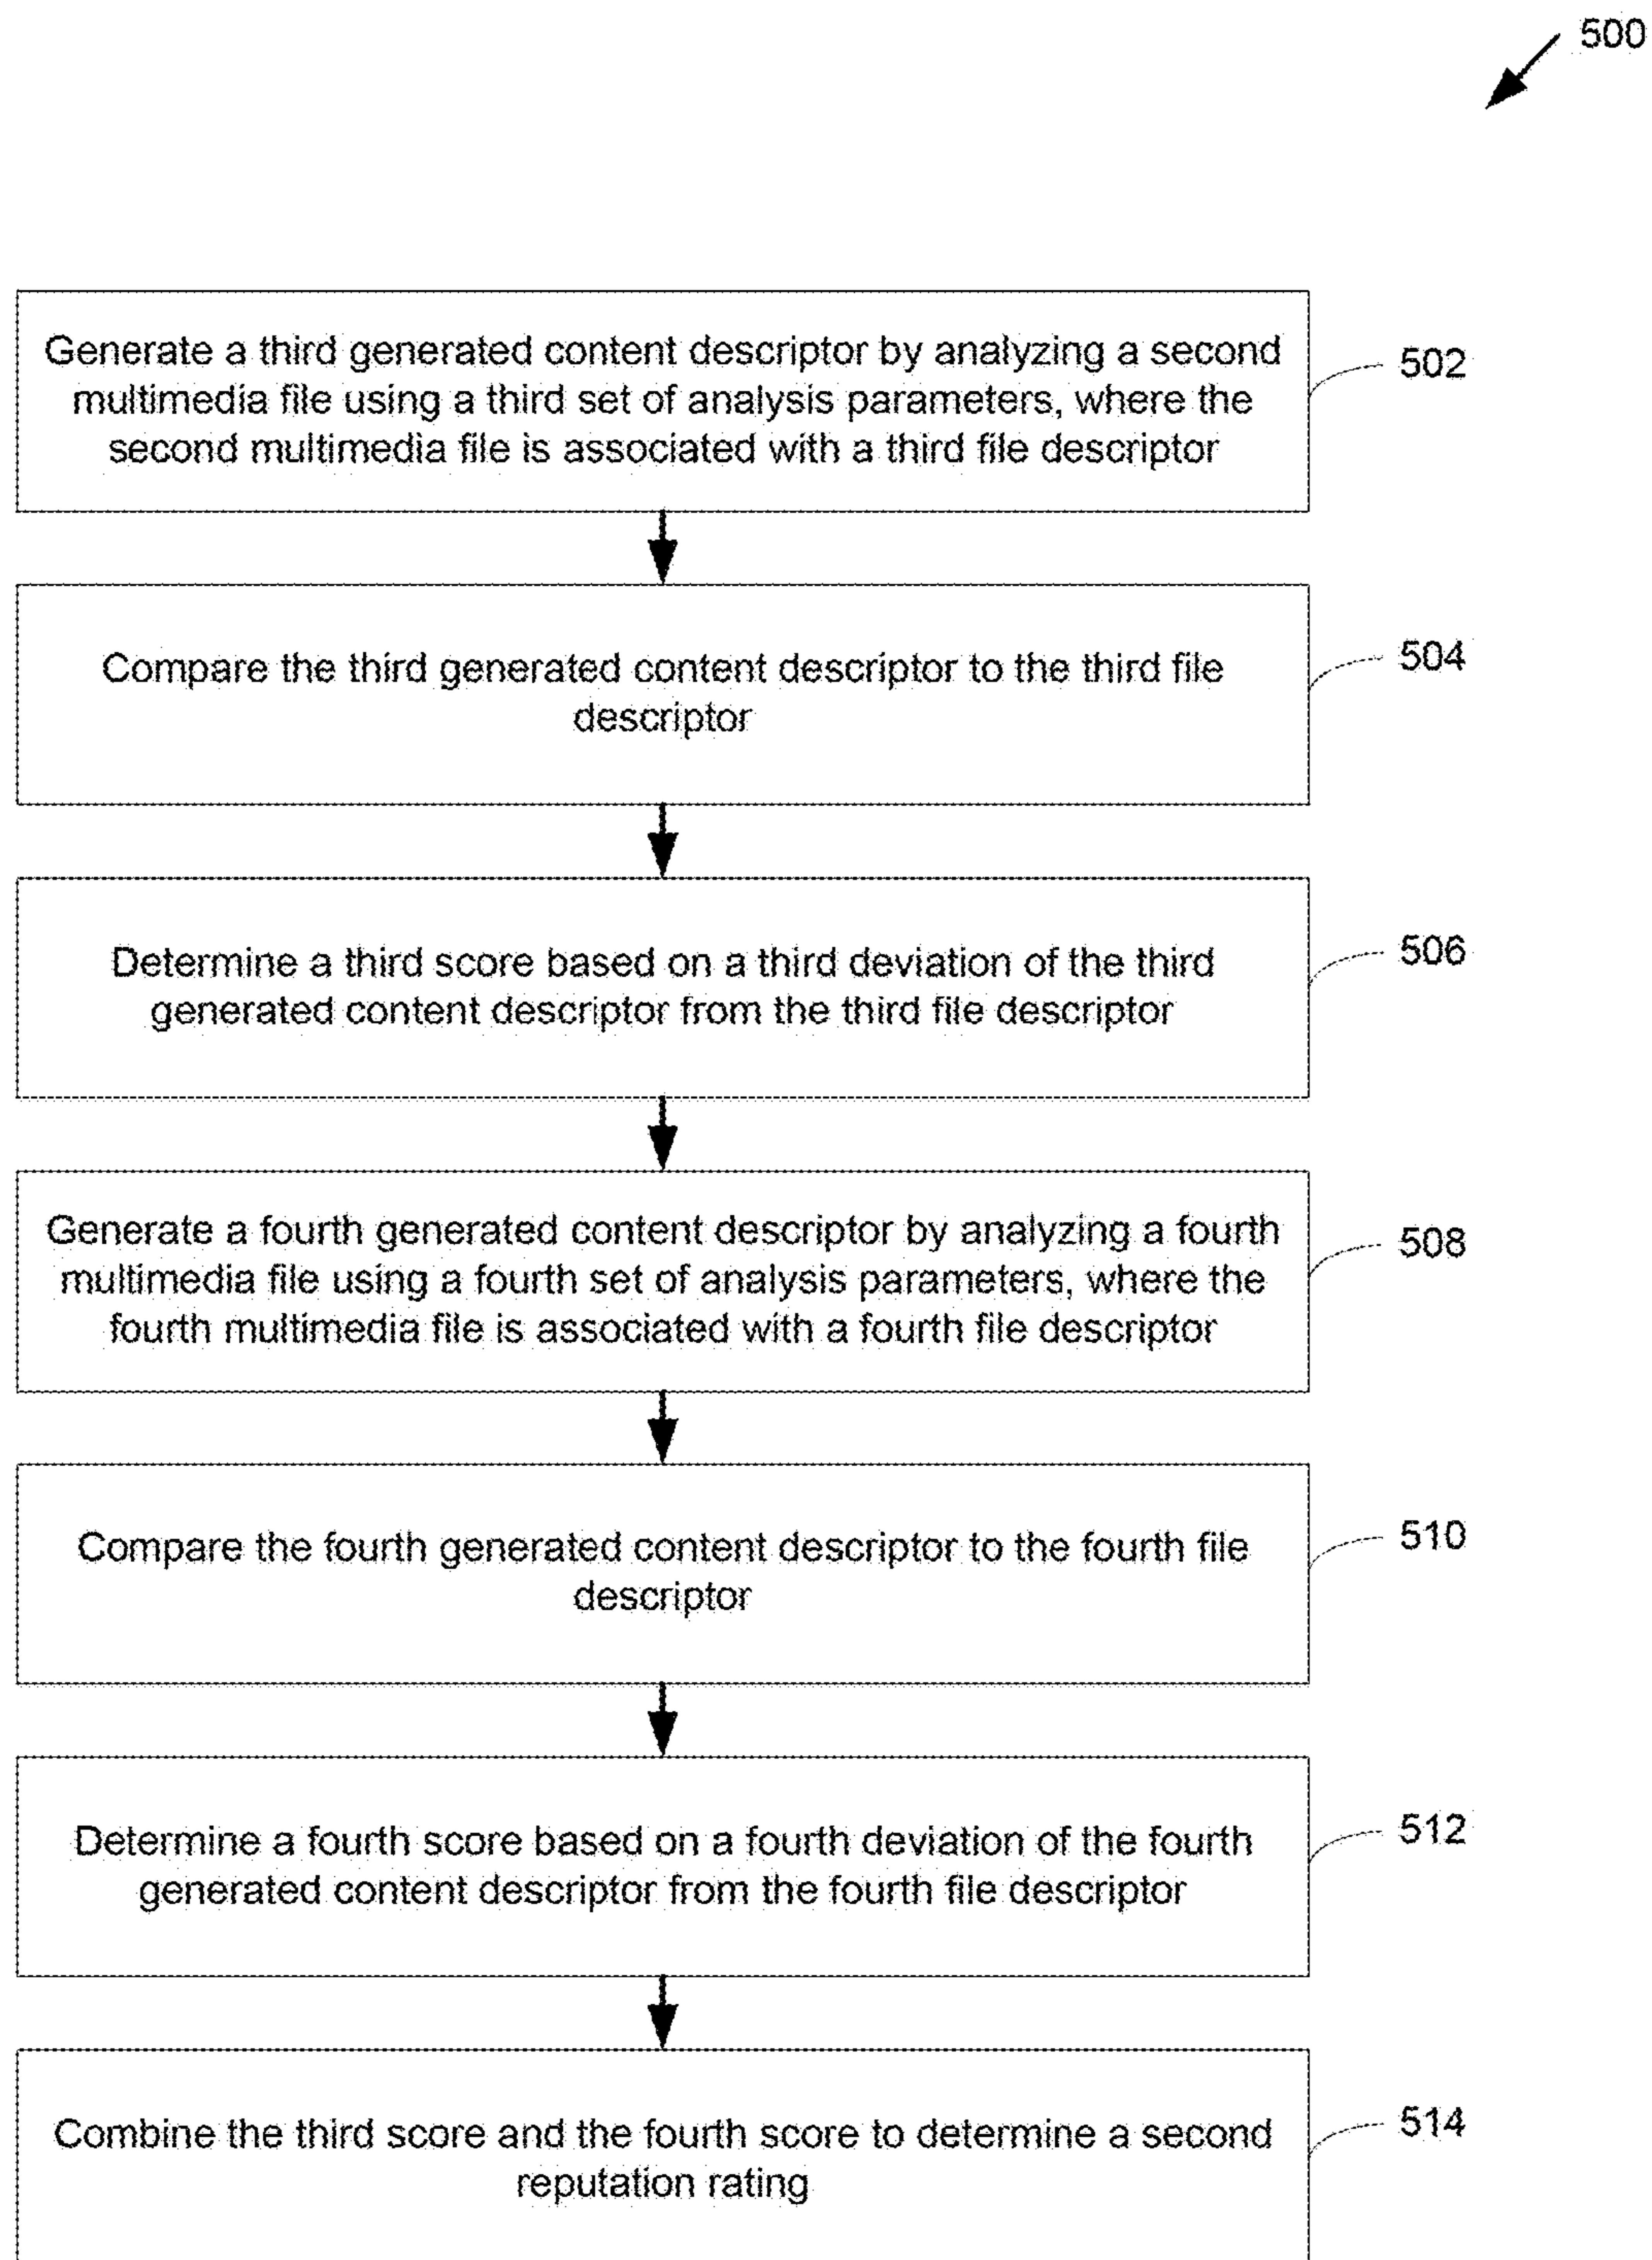 500
Generate a third generated content descriptor by analyzing a second
multimedia file using a third set of analysis parameters, where the
second multimedia file is associated with a third file descriptor
502
Compare the third generated content descriptor to the third file
descriptor
504
Determine a third score based on a third deviation of the third
generated content descriptor from the third file descriptor
506
Generate a fourth generated content descriptor by analyzing a fourth
multimedia file using a fourth set of analysis parameters, where the
fourth multimedia file is associated with a fourth file descriptor
508
Compare the fourth generated content descriptor to the fourth file
descriptor
510
Determine a fourth score based on a fourth deviation of the fourth
generated content descriptor from the fourth file descriptor
512
Combine the third score and the fourth score to determine a second
reputation rating
514